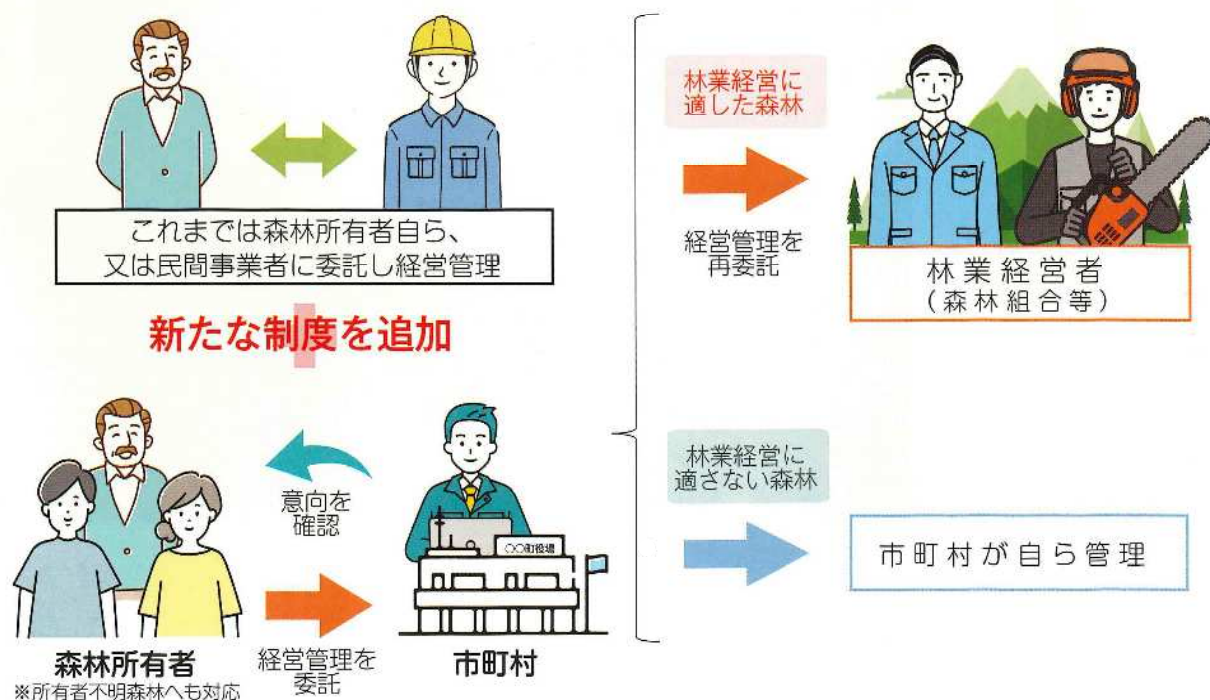 これまでは森林所有者自ら、
又は民間事業者に委託し経営管理
新たな制度を追加
意向を
確認
〇〇町役場
経営管理を
委託
森林所有者
※所有者不明森林へも対応
市町村
林業経営に
適した森林
経営管理を
再委託
林業経営者
（森林組合等）
林業経営に
適さない森林
市町村が自ら管理